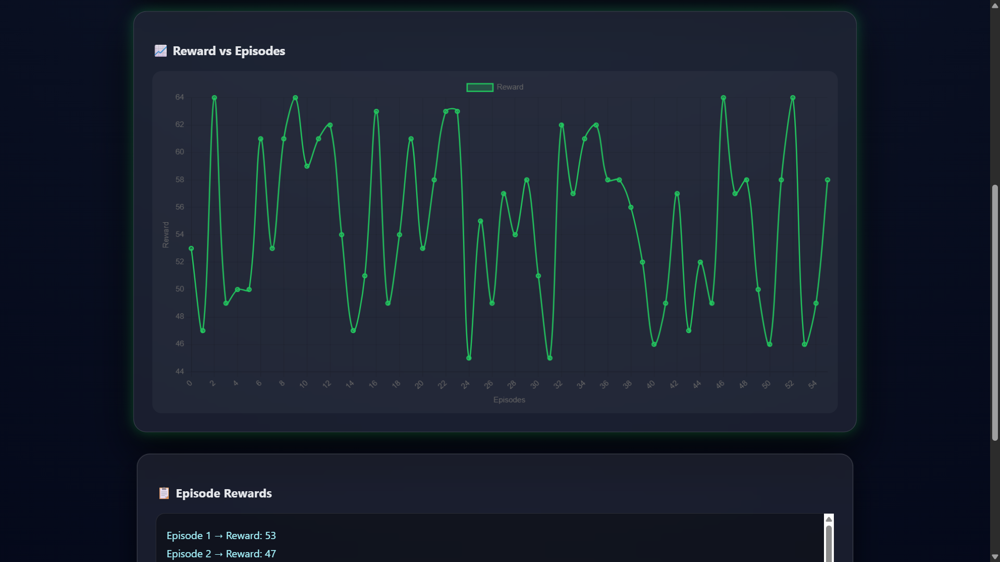 Reward vs Episodes
Reward
64
62
60
58
56
54
52
50
48
46
44
Reward
0 2 4 6 8 10 12 14 16 18 20 22 24 26 28 30 32 34 36 38 40 42 44 46 48 50 52 54
Episodes
Episode Rewards
Episode 1 → Reward: 53
Episode 2 → Reward: 47